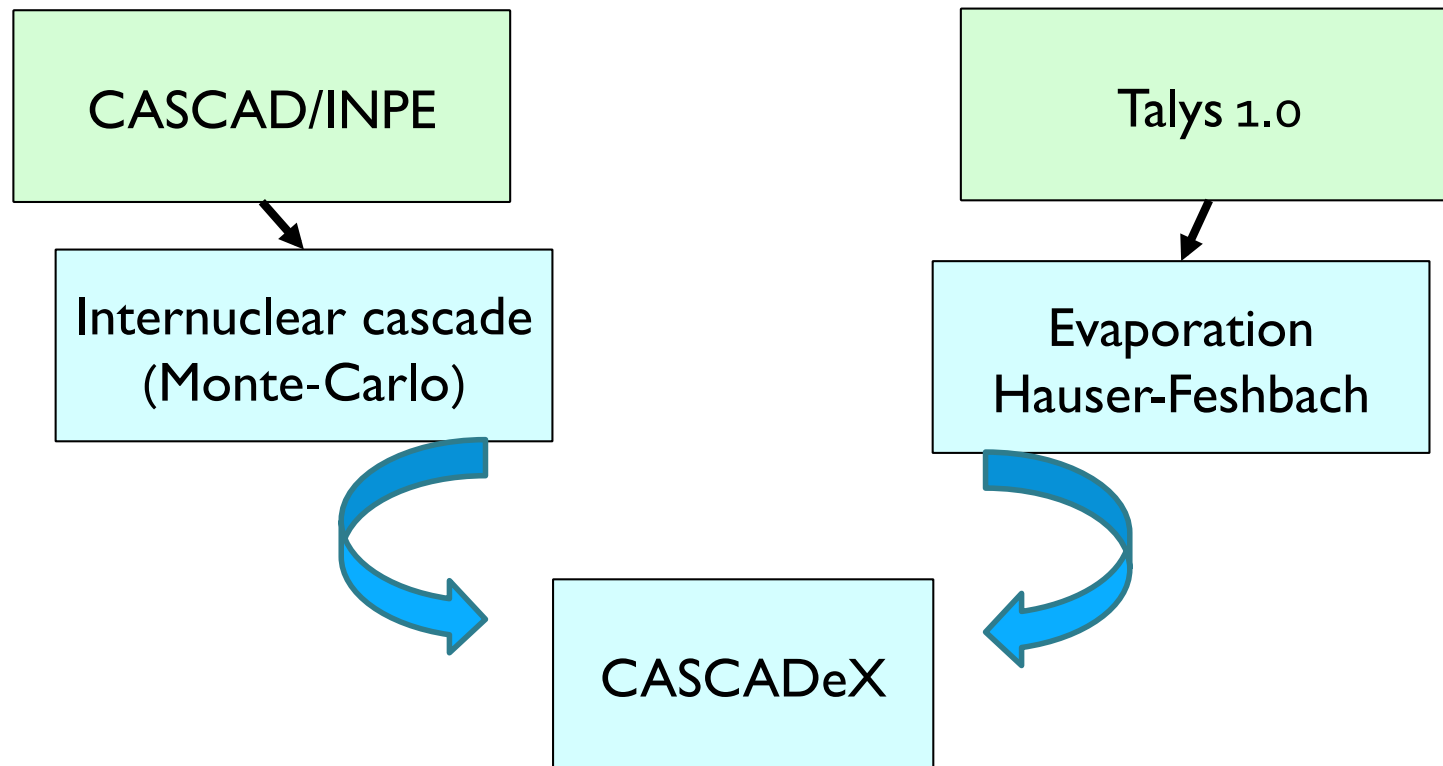 CASCAD/INPE
Talys 1.0
Internuclear cascade
(Monte-Carlo)
Evaporation
Hauser-Feshbach
CASCADeX